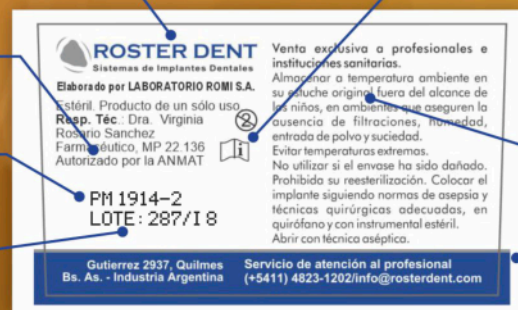 ROSTER DENT
Sistemas de Implantes Dentales
Elaborado por LABORATORIO ROMI S.A.
Estéril. Producto de un sólo uso
Resp. Téc.: Dra. Virginia
Rosario Sanchez
Farmacéutico, MP 22.136
Autorizado por la ANMAT
PM 1914-2
LOTE: 287/I 8
Venta exclusiva a profesionales e
instituciones sanitarias.
Almacenar a temperatura ambiente en
su estuche original fuera del alcance de
los niños, en ambientes que aseguren la
ausencia de filtraciones, humedad,
entrada de polvo y suciedad.
Evitar temperaturas extremas.
No utilizar si el envase ha sido dañado.
Prohibida su reesterilización. Colocar el
implante siguiendo normas de asepsia y
técnicas quirúrgicas adecuadas, en
quirófano y con instrumental estéril.
Abrir con técnica aséptica.
Gutierrez 2937, Quilmes
Bs. As. - Industria Argentina
Servicio de atención al profesional
(+5411) 4823-1202/info@rosterdent.com